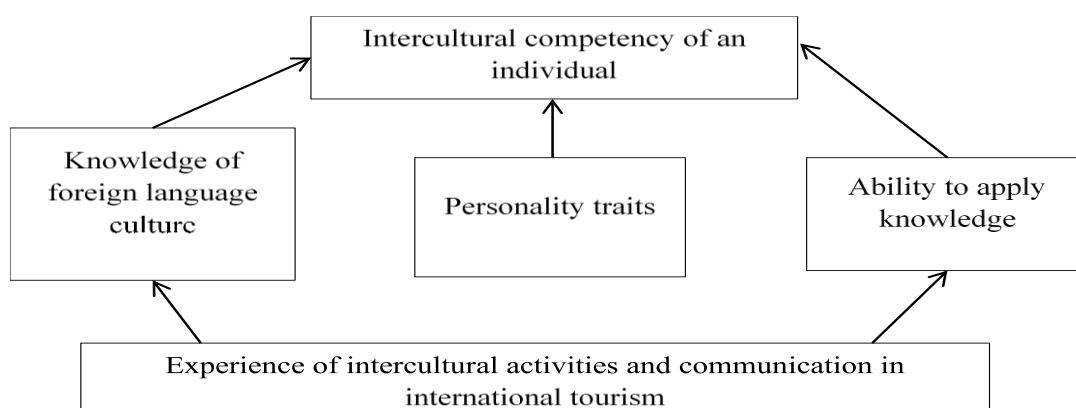 Intercultural competency of an
individual
Knowledge of
foreign language
culture
Personality traits
Ability to apply
knowledge
Experience of intercultural activities and communication in
international tourism